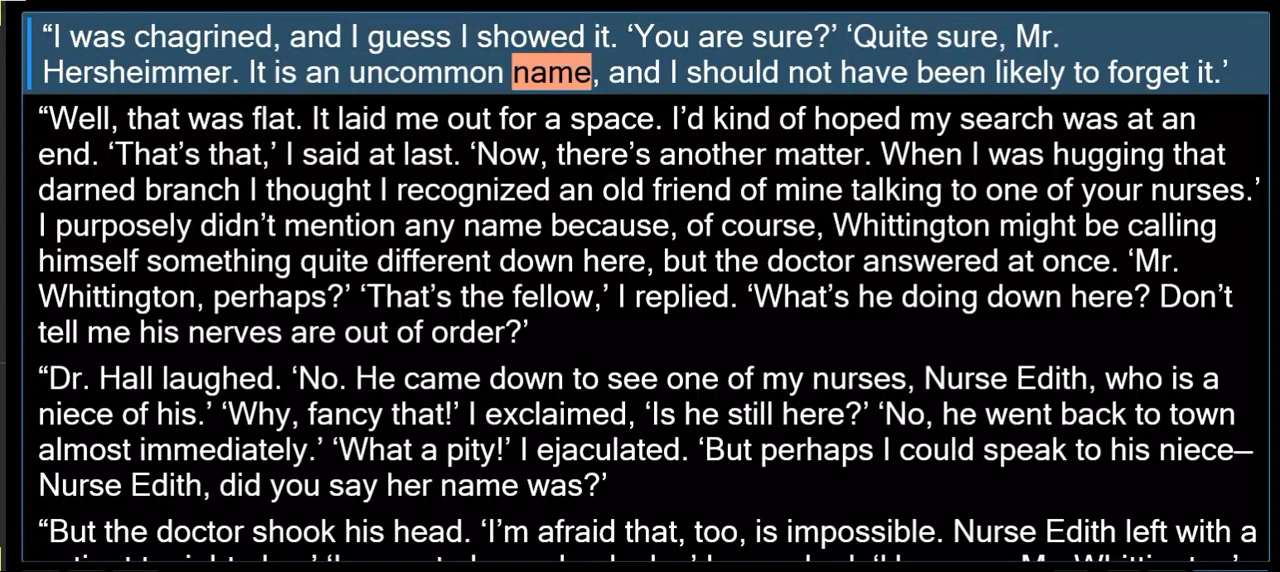 “I was chagrined, and I guess I showed it. ‘You are sure?’ ‘Quite sure, Mr.
Hersheimmer. It is an uncommon name, and I should not have been likely to forget it.’
“Well, that was flat. It laid me out for a space. I’d kind of hoped my search was at an
end. ‘That’s that,’ I said at last. ‘Now, there’s another matter. When I was hugging that
darned branch I thought I recognized an old friend of mine talking to one of your nurses.’
I purposely didn’t mention any name because, of course, Whittington might be calling
himself something quite different down here, but the doctor answered at once. ‘Mr.
Whittington, perhaps?’ ‘That’s the fellow,’ I replied. ‘What’s he doing down here? Don’t
tell me his nerves are out of order?’
“Dr. Hall laughed. ‘No. He came down to see one of my nurses, Nurse Edith, who is a
niece of his.’ ‘Why, fancy that!’ I exclaimed, ‘Is he still here?’ ‘No, he went back to town
almost immediately.’ ‘What a pity!’ I ejaculated. ‘But perhaps I could speak to his niece—
Nurse Edith, did you say her name was?’
“But the doctor shook his head. ‘I’m afraid that, too, is impossible. Nurse Edith left with a